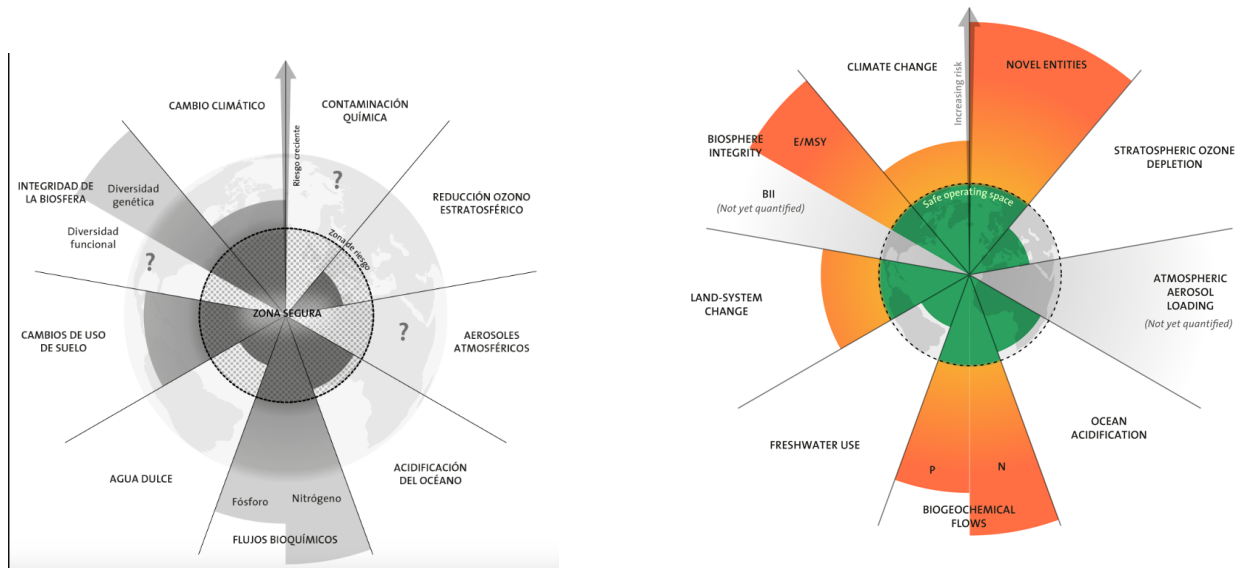 CAMBIO CLIMÁTICO
CONTAMINACIÓN
QUÍMICA
Riesgo creciente
?
INTEGRIDAD DE
LA BIOSFERA
Diversidad
genética
Diversidad
funcional
?
REDUCCIÓN OZONO
ESTRATOSFÉRICO
Zona de riesgo
ZONA SEGURA
CAMBIOS DE USO
DE SUELO
?
AEROSOLES
ATMOSFÉRICOS
AGUA DULCE
ACIDIFICACIÓN
DEL OCÉANO
Fósforo
Nitrógeno
FLUJOS BIOQUÍMICOS
CLIMATE CHANGE
NOVEL ENTITIES
Increasing risk
BIOSPHERE
INTEGRITY
E/MSY
STRATOSPHERIC OZONE
DEPLETION
BII
(Not yet quantified)
Safe operating space
LAND-SYSTEM
CHANGE
ATMOSPHERIC
AEROSOL
LOADING
(Not yet quantified)
FRESHWATER USE
OCEAN
ACIDIFICATION
P
N
BIOGEOCHEMICAL
FLOWS